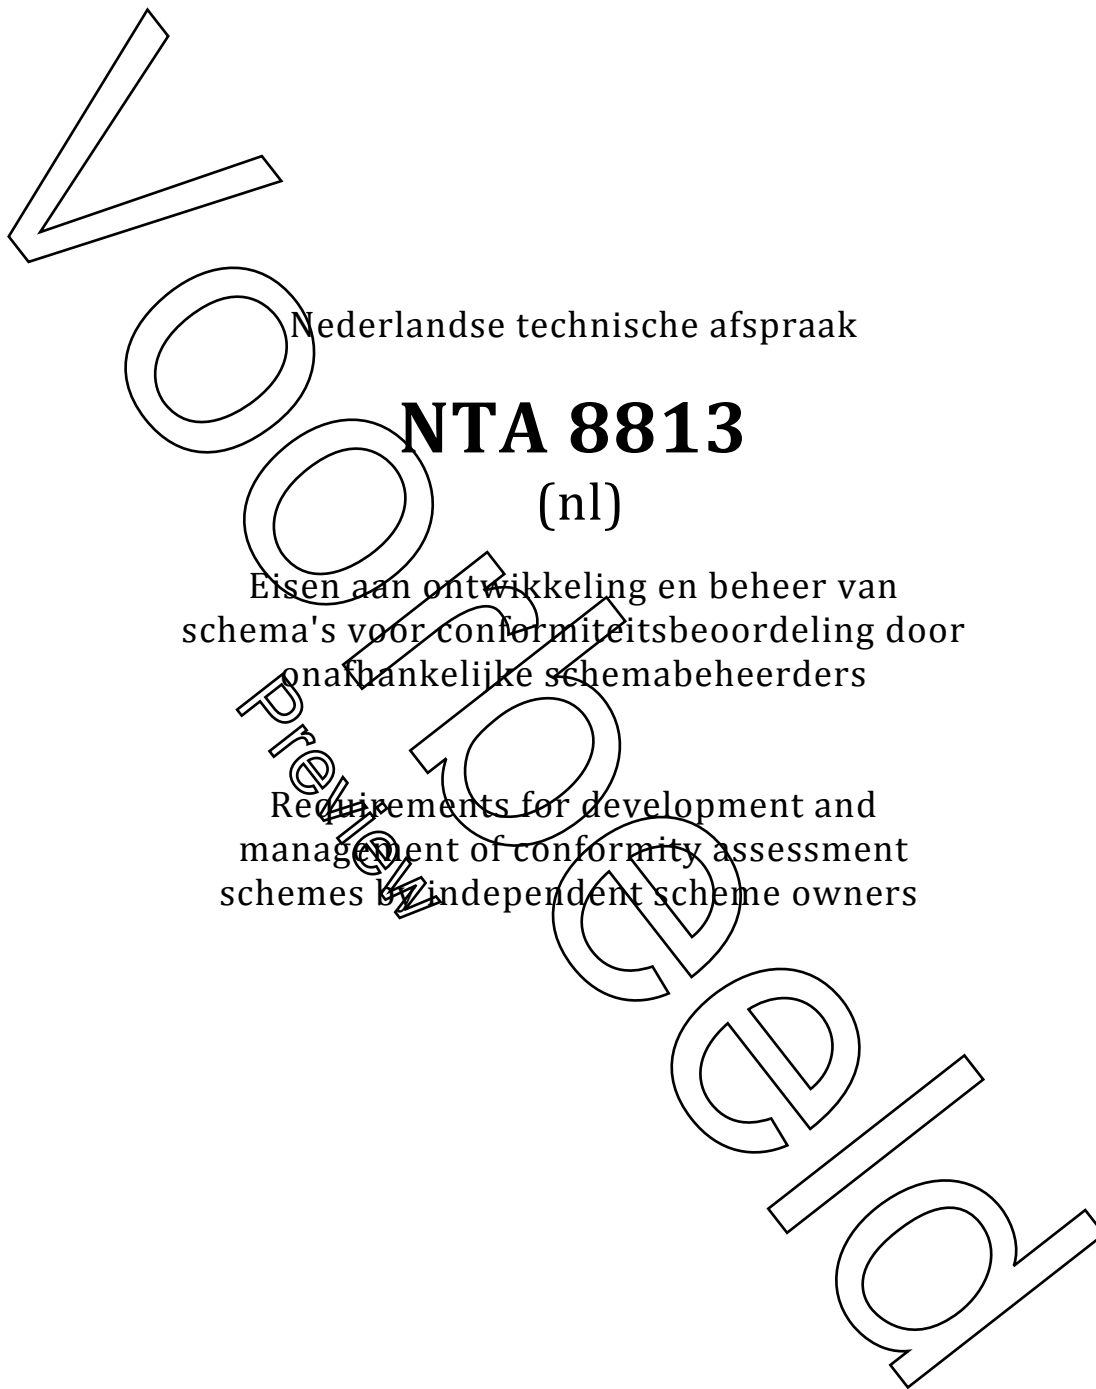 Nederlandse technische afspraak
NTA 8813
(nl)
Eisen aan ontwikkeling en beheer van
schema's voor conformiteitsbeoordeling door
onafhankelijke schemabeheerders
Requirements for development and
management of conformity assessment
schemes by independent scheme owners
Voorbeeld
Preview